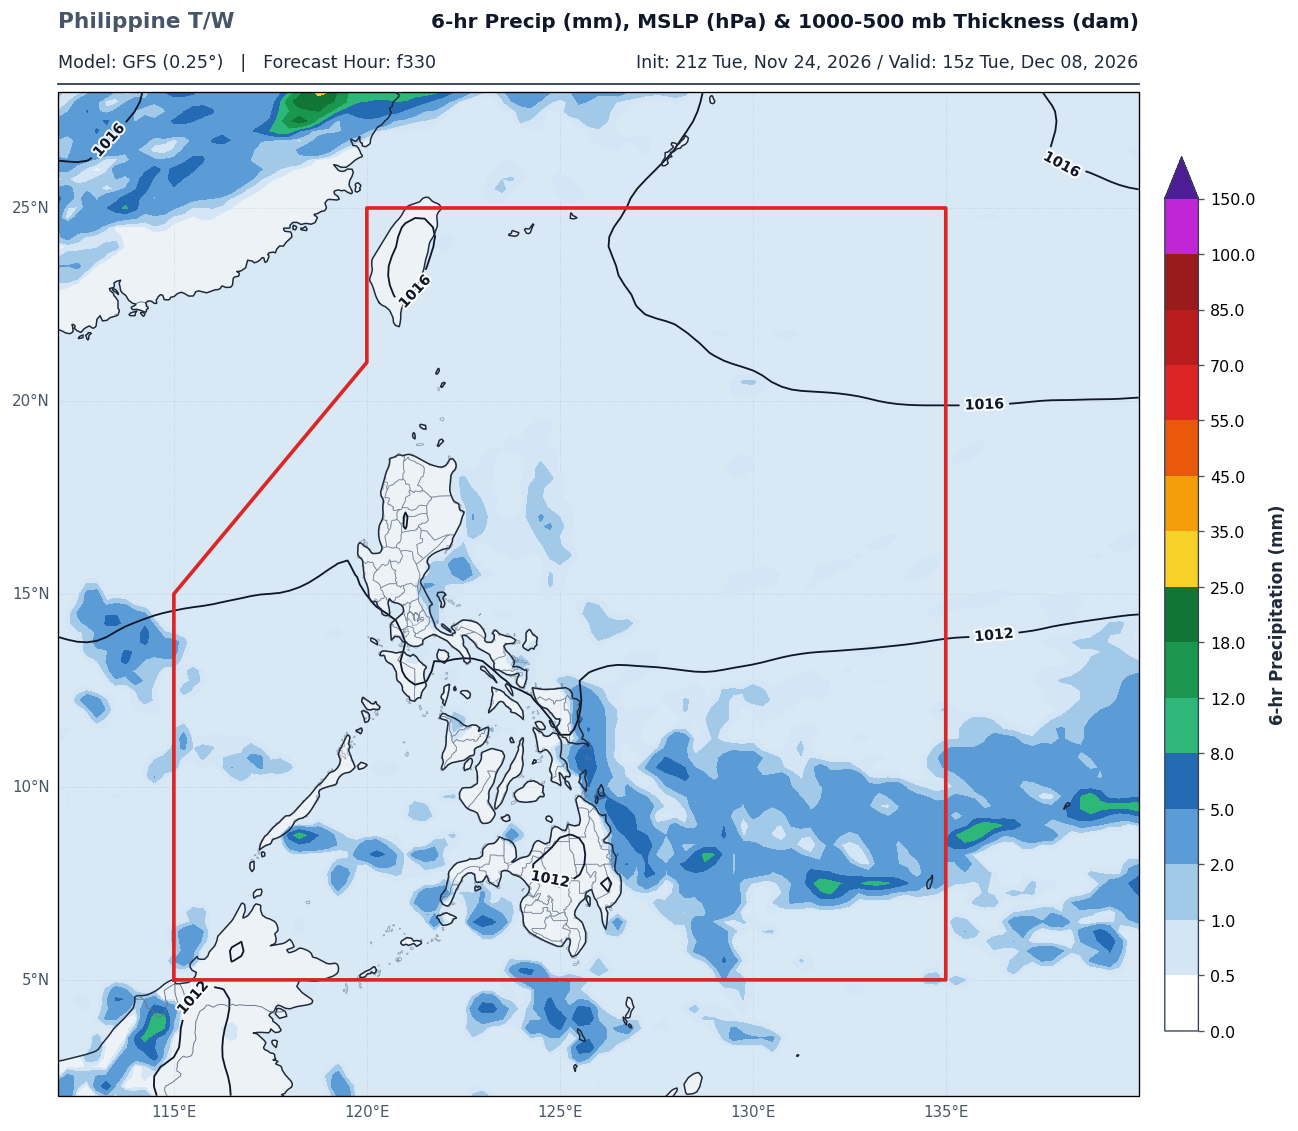 Philippine T/W
6-hr Precip (mm), MSLP (hPa) & 1000-500 mb Thickness (dam)
Model: GFS (0.25°) | Forecast Hour: f330
Init: 21z Tue, Nov 24, 2026 / Valid: 15z Tue, Dec 08, 2026
1016
1016
1016
1016
1012
1012
1012
25°N
20°N
15°N
10°N
5°N
115°E
120°E
125°E
130°E
135°E
150.0
100.0
85.0
70.0
55.0
45.0
35.0
25.0
18.0
12.0
8.0
5.0
2.0
1.0
0.5
0.0
6-hr Precipitation (mm)